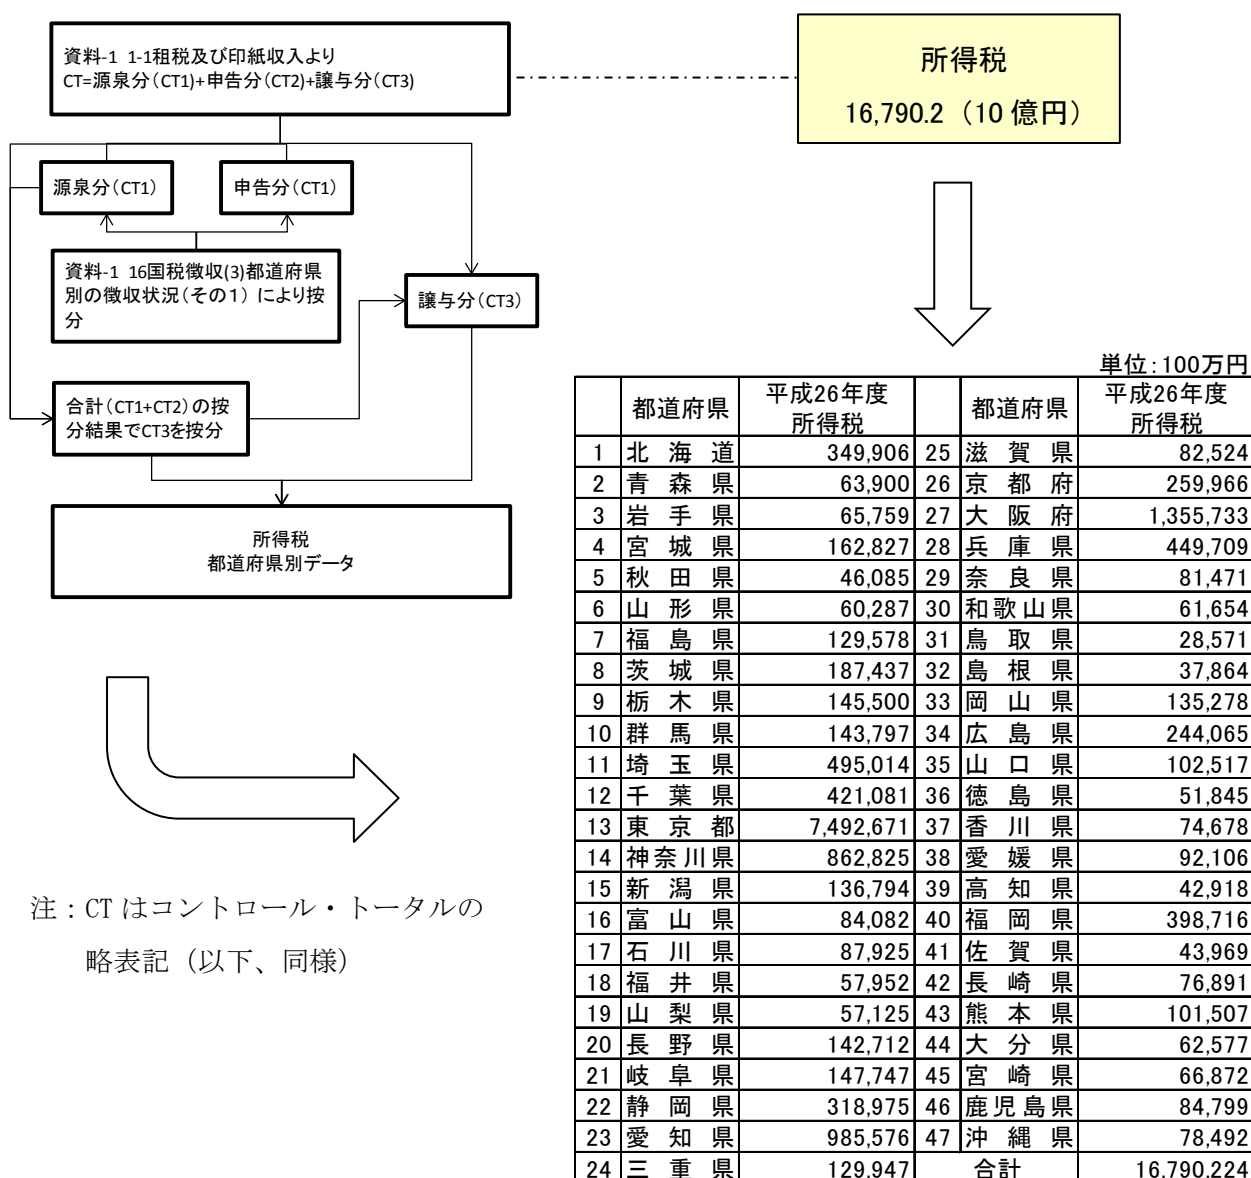 資料-1 1-1租税及び印紙収入より
CT=源泉分(CT1)+申告分(CT2)+譲与分(CT3)
所得税
16,790.2（10 億円）
源泉分(CT1)
申告分(CT1)
資料-1 16国税徴収(3)都道府県
別の徴収状況(その１) により按
分
譲与分(CT3)
合計(CT1+CT2)の按
分結果でCT3を按分
所得税
都道府県別データ
注：CT はコントロール・トータルの
略表記（以下、同様）
単位:100万円
都道府県 平成26年度 都道府県 平成26年度
所得税 所得税
1 北海道 349,906 25 滋賀県 82,524
2 青森県 63,900 26 京都府 259,966
3 岩手県 65,759 27 大阪府 1,355,733
4 宮城県 162,827 28 兵庫県 449,709
5 秋田県 46,085 29 奈良県 81,471
6 山形県 60,287 30 和歌山県 61,654
7 福島県 129,578 31 鳥取県 28,571
8 茨城県 187,437 32 島根県 37,864
9 栃木県 145,500 33 岡山県 135,278
10 群馬県 143,797 34 広島県 244,065
11 埼玉県 495,014 35 山口県 102,517
12 千葉県 421,081 36 徳島県 51,845
13 東京都 7,492,671 37 香川県 74,678
14 神奈川県 862,825 38 愛媛県 92,106
15 新潟県 136,794 39 高知県 42,918
16 富山県 84,082 40 福岡県 398,716
17 石川県 87,925 41 佐賀県 43,969
18 福井県 57,952 42 長崎県 76,891
19 山梨県 57,125 43 熊本県 101,507
20 長野県 142,712 44 大分県 62,577
21 岐阜県 147,747 45 宮崎県 66,872
22 静岡県 318,975 46 鹿児島県 84,799
23 愛知県 985,576 47 沖縄県 78,492
24 三重県 129,947 合計 16,790,224